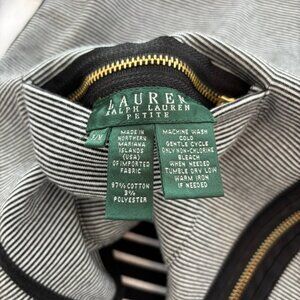 LAUREN
RALPH LAUREN
PETITE
MADE IN
NORTHERN
MARIANA
ISLANDS
(USA)
OF IMPORTED
FABRIC
97% COTTON
3%
POLYESTER
MACHINE WASH
COLD
GENTLE CYCLE
ONLY NON-CHLORINE
BLEACH
WHEN NEEDED
TUMBLE DRY LOW
WARM IRON
IF NEEDED